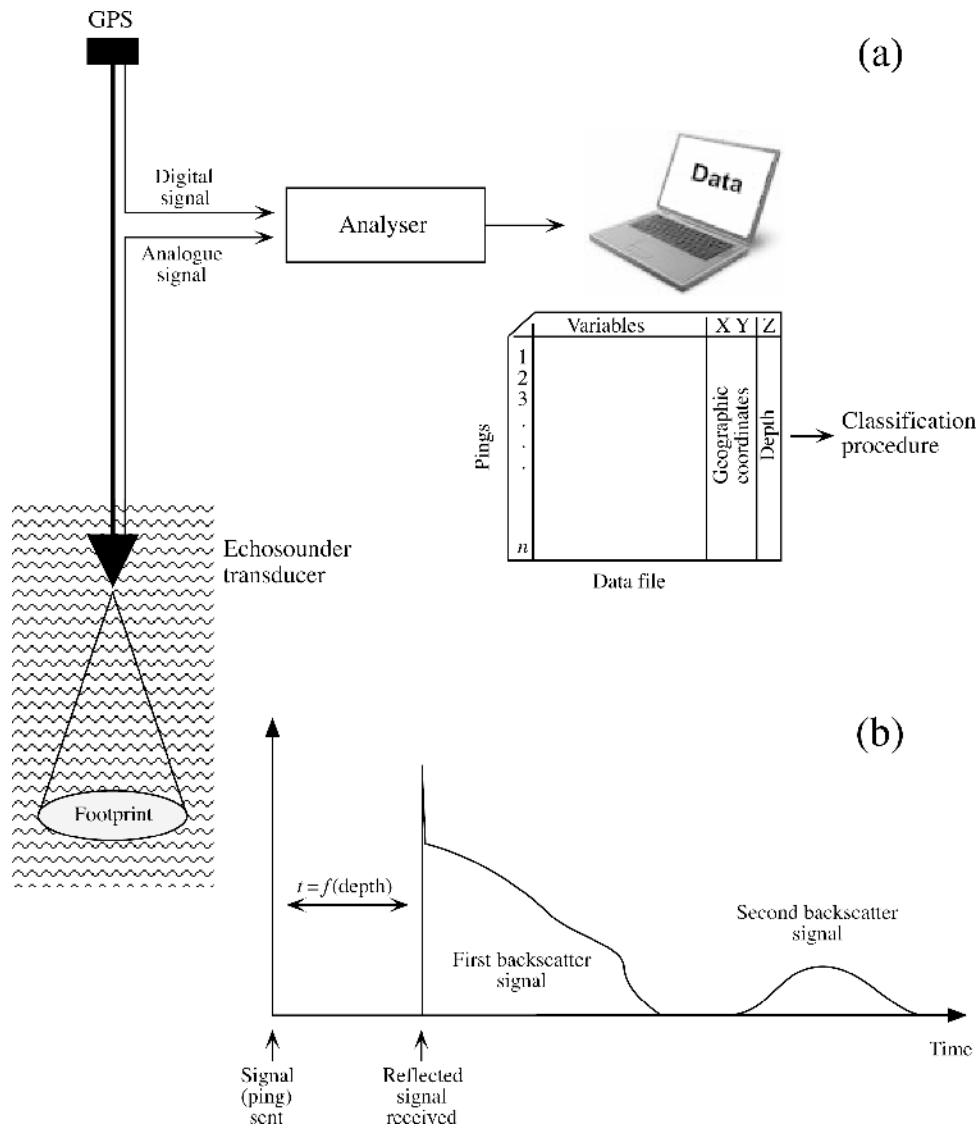 GPS
(a)
Digital
signal
Analogue
signal
Analyser
Data
Variables
X Y
Z
1
2
3
.
.
.
n
Pings
Geographic
coordinates
Depth
Data file
Classification
procedure
Echosounder
transducer
Footprint
(b)
t = f(depth)
First backscatter
signal
Second backscatter
signal
Time
Signal
(ping)
sent
Reflected
signal
received